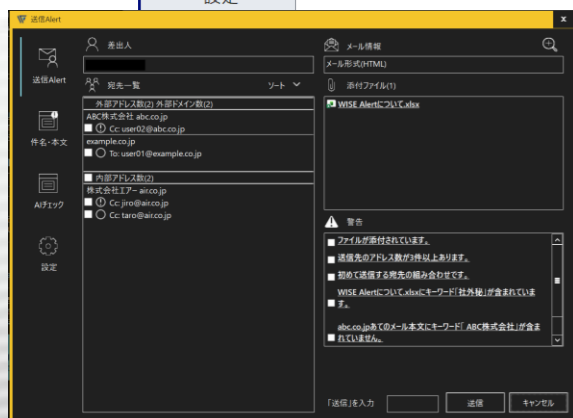 設定
送信Alert
x
送信Alert
件名・本文
AIチェック
設定
差出人
宛先一覧
ソート
外部アドレス数(2) 外部ドメイン数(2)
ABC株式会社 abc.co.jp
Cc: user02@abc.co.jp
example.co.jp
To: user01@example.co.jp
内部アドレス数(2)
株式会社エアー air.co.jp
Cc: jiro@air.co.jp
Cc: taro@air.co.jp
メール情報
メール形式(HTML)
添付ファイル(1)
WISE Alertについて.xlsx
警告
ファイルが添付されています。
送信先のアドレス数が3件以上あります。
初めて送信する宛先の組み合わせです。
WISE Alertについて.xlsxにキーワード「社外秘」が含まれていま
す。
abc.co.jpあてのメール本文にキーワード「 ABC株式会社」が含ま
れていません。
「送信」を入力
送信
キャンセル